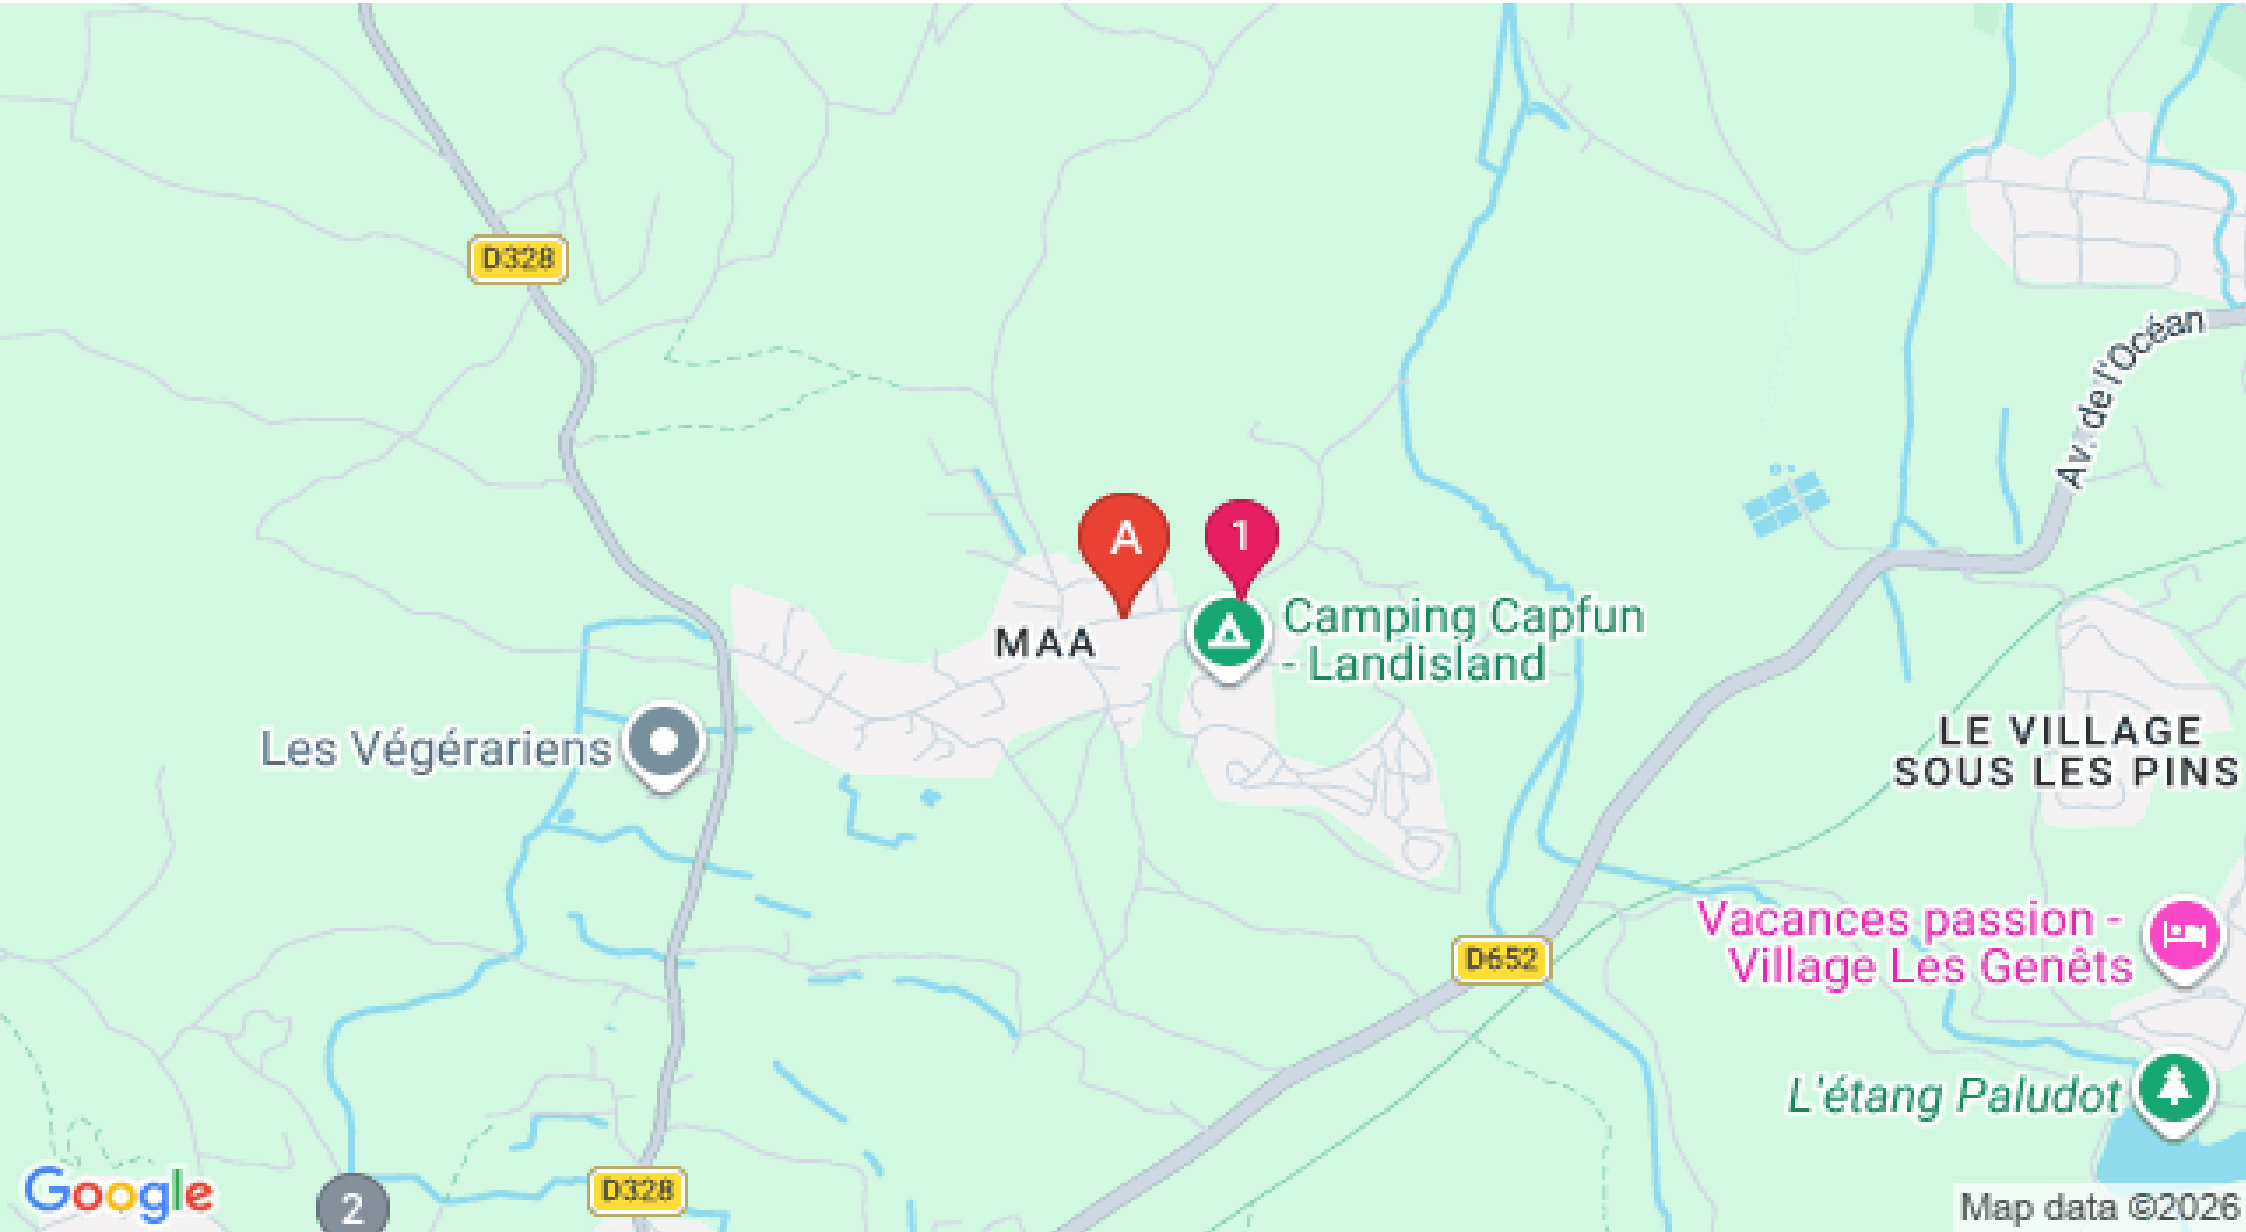 D328
Av. de l'Océan
A
1
Camping Capfun
- Landisland
MAA
Les Végérariens
LE VILLAGE
SOUS LES PINS
Vacances passion -
Village Les Genêts
D652
L'étang Paludot
Google
2
D328
Map data ©2026